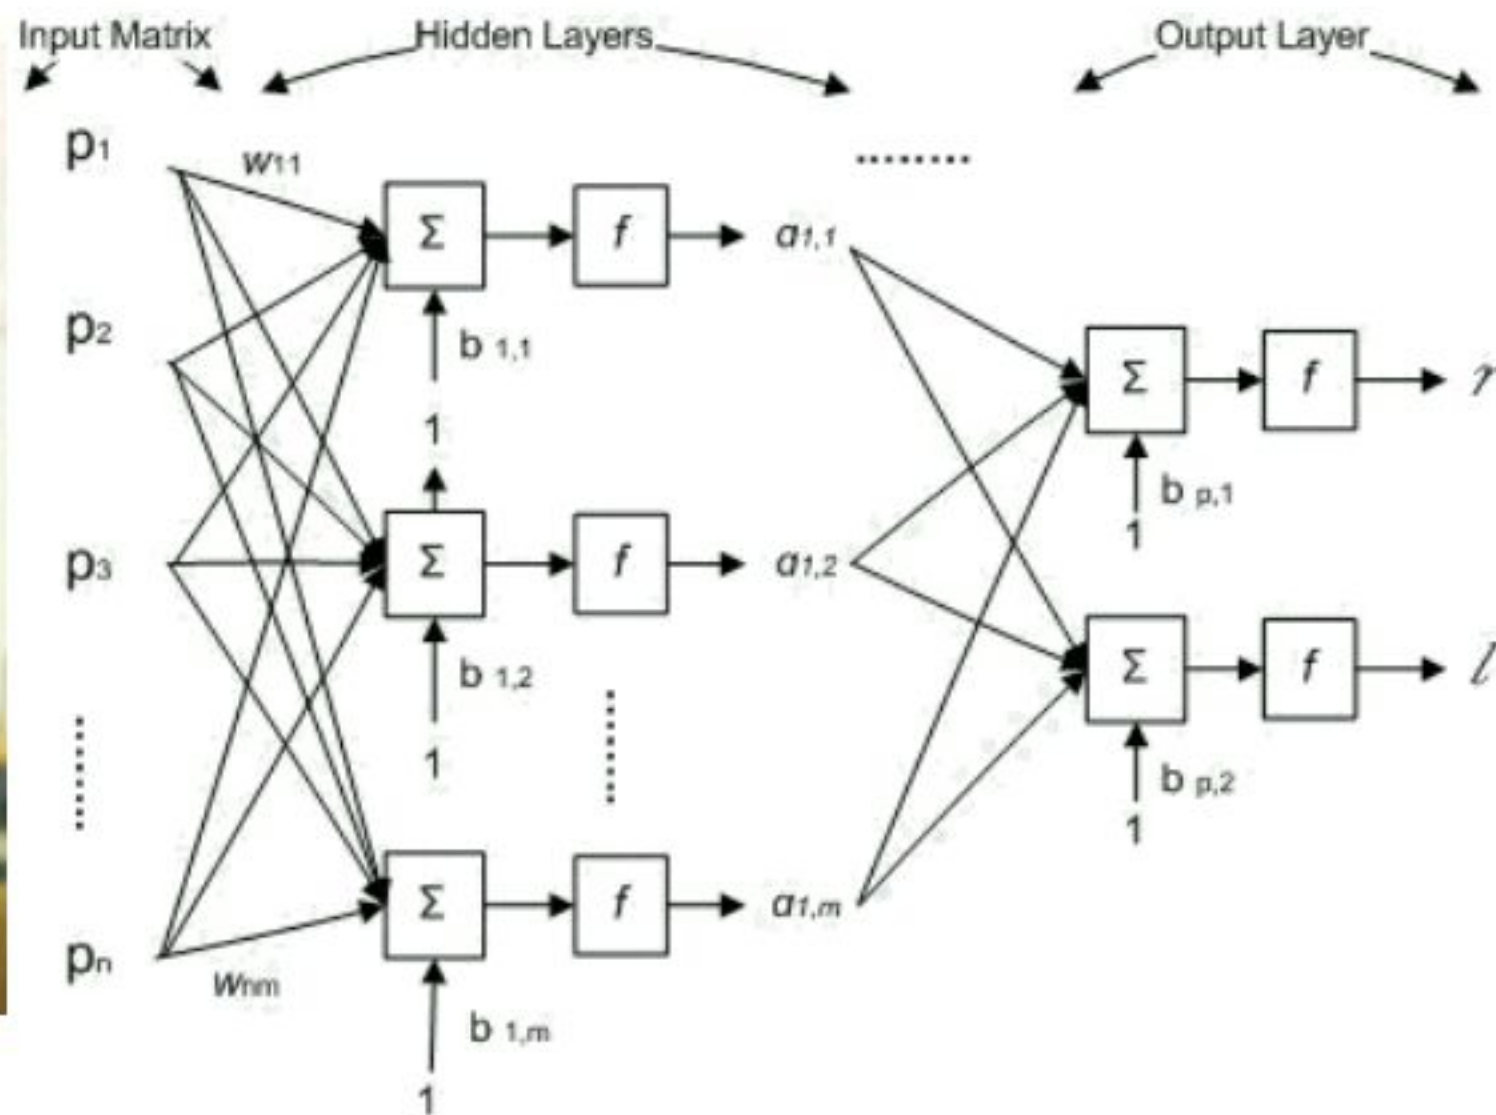 Input Matrix Hidden Layers Output Layer
p1 w11
Σ f a1,1
p2 b 1,1
Σ f r
1
b p,1
1
p3 Σ f a1,2
b 1,2
Σ f l
1
b p,2
1
Σ f a1,m
pn wnm
b 1,m
1